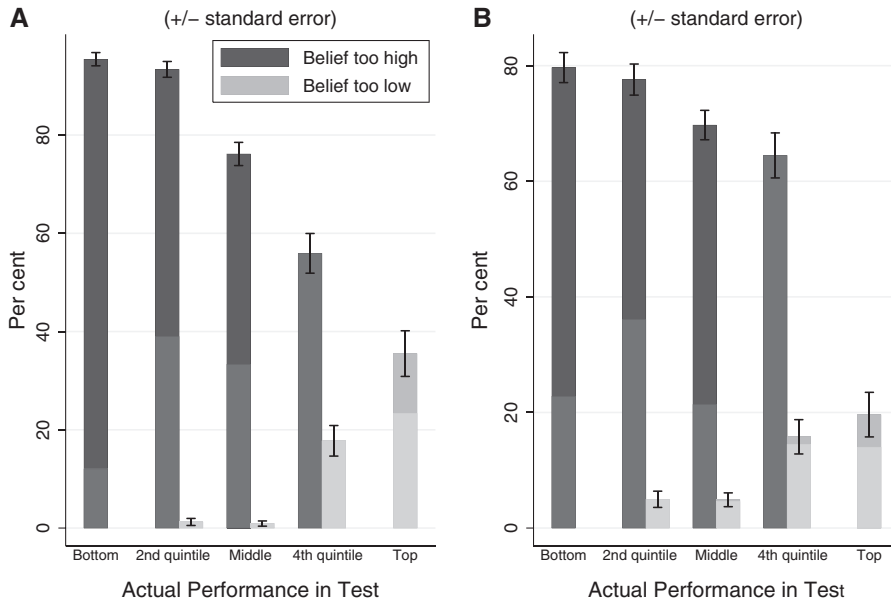 A
(+/− standard error)
Belief too high
Belief too low
Per cent
80
60
40
20
0
Bottom 2nd quintile Middle 4th quintile Top
Actual Performance in Test
B
(+/− standard error)
Per cent
80
60
40
20
0
Bottom 2nd quintile Middle 4th quintile Top
Actual Performance in Test